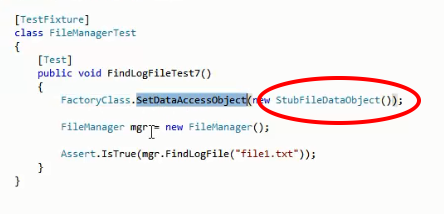 [TestFixture]
class FileManagerTest
{
[Test]
public void FindLogFileTest7()
{
FactoryClass.SetDataAccessObject(new StubFileDataObject());
FileManager mgr = new FileManager();
Assert.IsTrue(mgr.FindLogFile("file1.txt"));
}
}